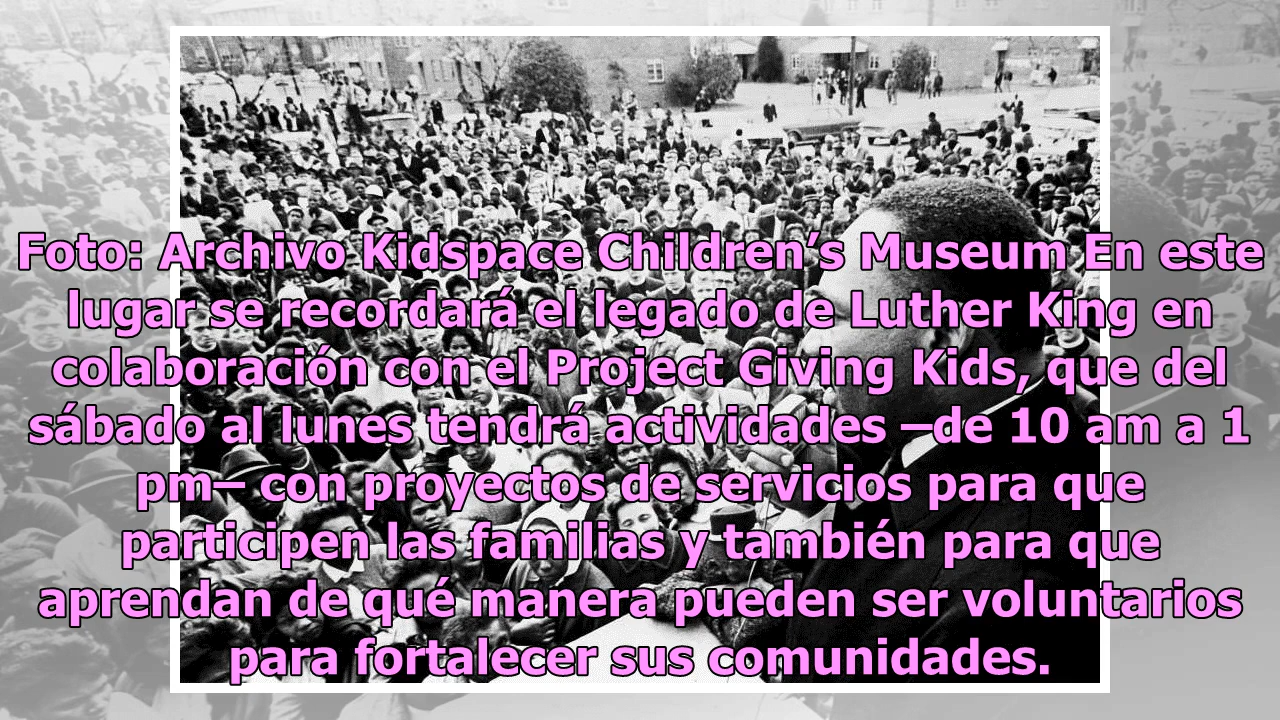 Foto: Archivo Kidspace Children’s Museum En este
lugar se recordará el legado de Luther King en
colaboración con el Project Giving Kids, que del
sábado al lunes tendrá actividades –de 10 am a 1
pm– con proyectos de servicios para que
participen las familias y también para que
aprendan de qué manera pueden ser voluntarios
para fortalecer sus comunidades.